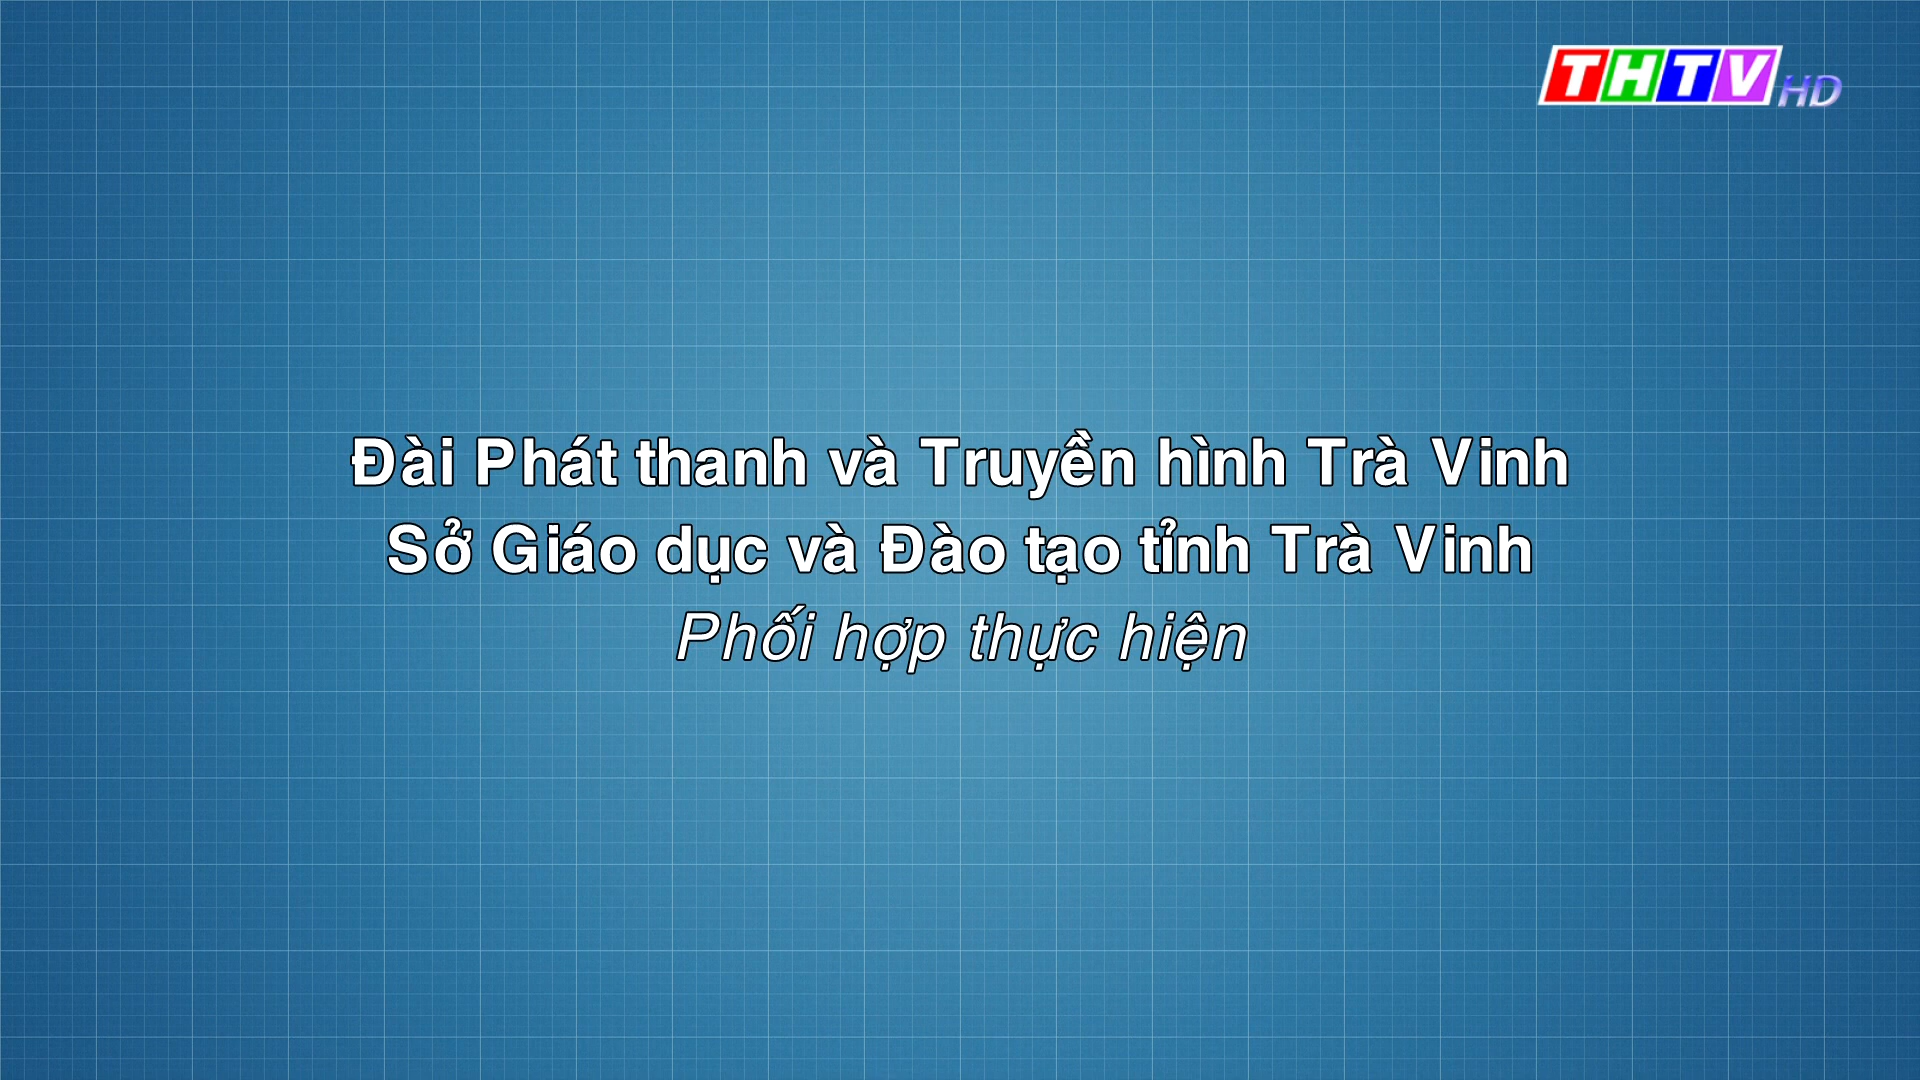 THTV HD
Đài Phát thanh và Truyền hình Trà Vinh
Sở Giáo dục và Đào tạo tỉnh Trà Vinh
Phối hợp thực hiện